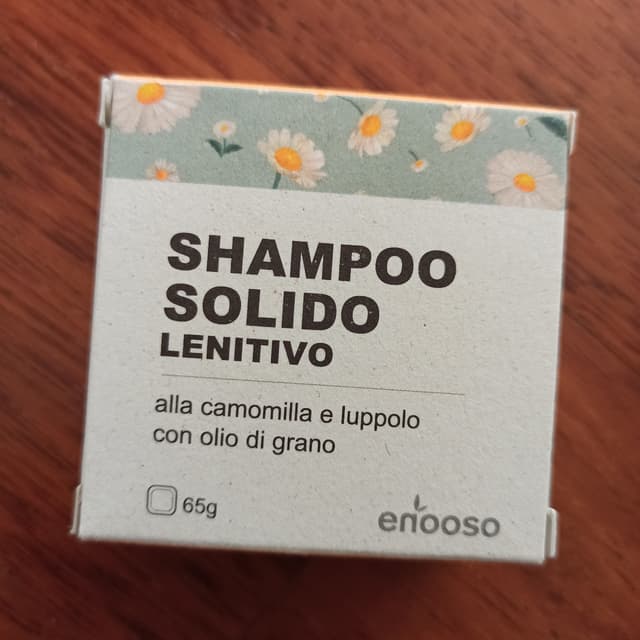 SHAMPOO
SOLIDO
LENITIVO
alla camomilla e luppolo
con olio di grano
65g
enooso